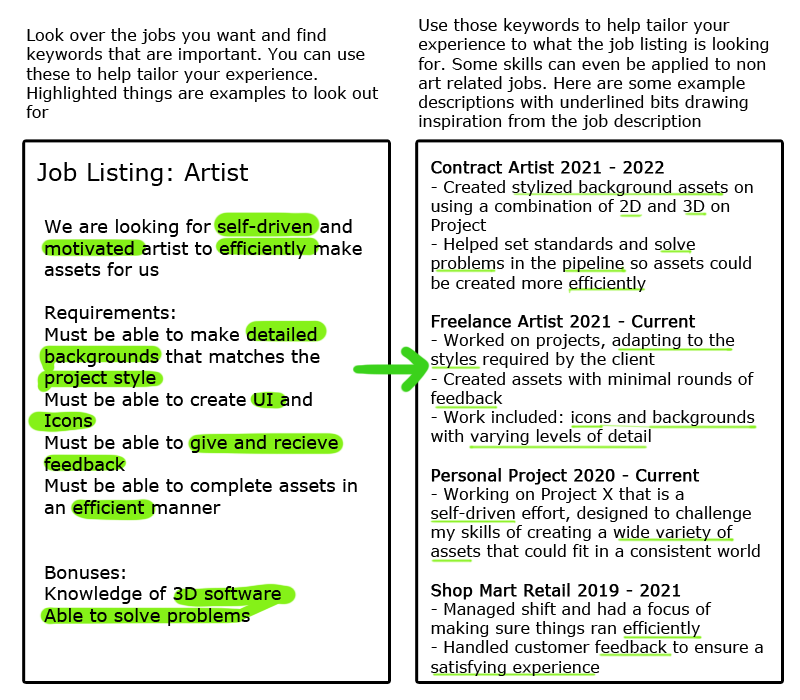 Look over the jobs you want and find
keywords that are important. You can use
these to help tailor your experience.
Highlighted things are examples to look out
for
Job Listing: Artist
We are looking for self-driven and
motivated artist to efficiently make
assets for us
Requirements:
Must be able to make detailed
backgrounds that matches the
project style
Must be able to create UI and
Icons
Must be able to give and recieve
feedback
Must be able to complete assets in
an efficient manner
Bonuses:
Knowledge of 3D software
Able to solve problems
Use those keywords to help tailor your
experience to what the job listing is looking
for. Some skills can even be applied to non
art related jobs. Here are some example
descriptions with underlined bits drawing
inspiration from the job description
Contract Artist 2021 - 2022
- Created stylized background assets on
using a combination of 2D and 3D on
Project
- Helped set standards and solve
problems in the pipeline so assets could
be created more efficiently
Freelance Artist 2021 - Current
- Worked on projects, adapting to the
styles required by the client
- Created assets with minimal rounds of
feedback
- Work included: icons and backgrounds
with varying levels of detail
Personal Project 2020 - Current
- Working on Project X that is a
self-driven effort, designed to challenge
my skills of creating a wide variety of
assets that could fit in a consistent world
Shop Mart Retail 2019 - 2021
- Managed shift and had a focus of
making sure things ran efficiently
- Handled customer feedback to ensure a
satisfying experience